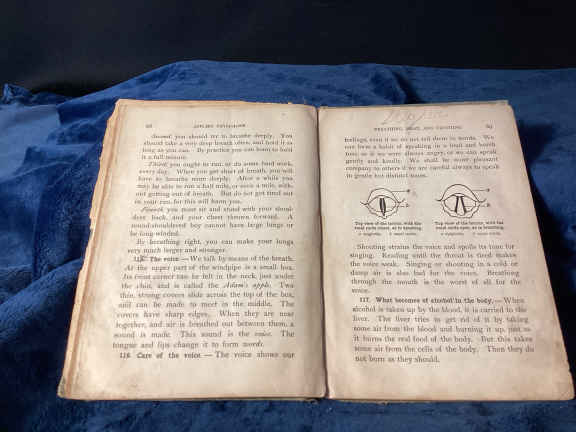 68 APPLIED PHYSIOLOGY
Second, you should try to breathe deeply. You
should take a very deep breath often, and hold it as
long as you can. By practice you can learn to hold
it a full minute.
Third, you ought to run, or do some hard work,
every day. When you get short of breath, you will
have to breathe more deeply. After a while you
may be able to run a half mile, or even a mile, with-
out getting out of breath. But do not get tired out
in your run, for this will harm you.
Fourth, you must sit and stand with your shoul-
ders back, and your chest thrown forward. A
round-shouldered boy cannot have large lungs or
be long-winded.
By breathing right, you can make your lungs
very much larger and stronger.
115. The voice. — We talk by means of the breath.
At the upper part of the windpipe is a small box.
Its front corner can be felt in the neck, just under
the chin, and is called the Adam's apple. Two
thin, strong covers slide across the top of the box,
and can be made to meet in the middle. The
covers have sharp edges. When they are near
together, and air is breathed out between them, a
sound is made. This sound is the voice. The
tongue and lips change it to form words.
116. Care of the voice. — The voice shows our
BREATHING, HEAT, AND CLOTHING 69
feelings, even if we do not tell them in words. We
can form a habit of speaking in a loud and harsh
tone, as if we were always angry, or we can speak
gently and kindly. We shall be more pleasant
company to others if we are careful always to speak
in gentle but distinct tones.
Top view of the larynx, with the
vocal cords closed, as in speaking.
a epiglottis. b vocal cords.
Top view of the larynx, with the
vocal cords open, as in breathing.
a epiglottis. b vocal cords.
Shouting strains the voice and spoils its tone for
singing. Reading until the throat is tired makes
the voice weak. Singing or shouting in a cold or
damp air is also bad for the voice. Breathing
through the mouth is the worst of all for the
voice.
117. What becomes of alcohol in the body. — When
alcohol is taken up by the blood, it is carried to the
liver. The liver tries to get rid of it by taking
some air from the blood and burning it up, just as
it burns the real food of the body. But this takes
some air from the cells of the body. Then they do
not burn as they should.